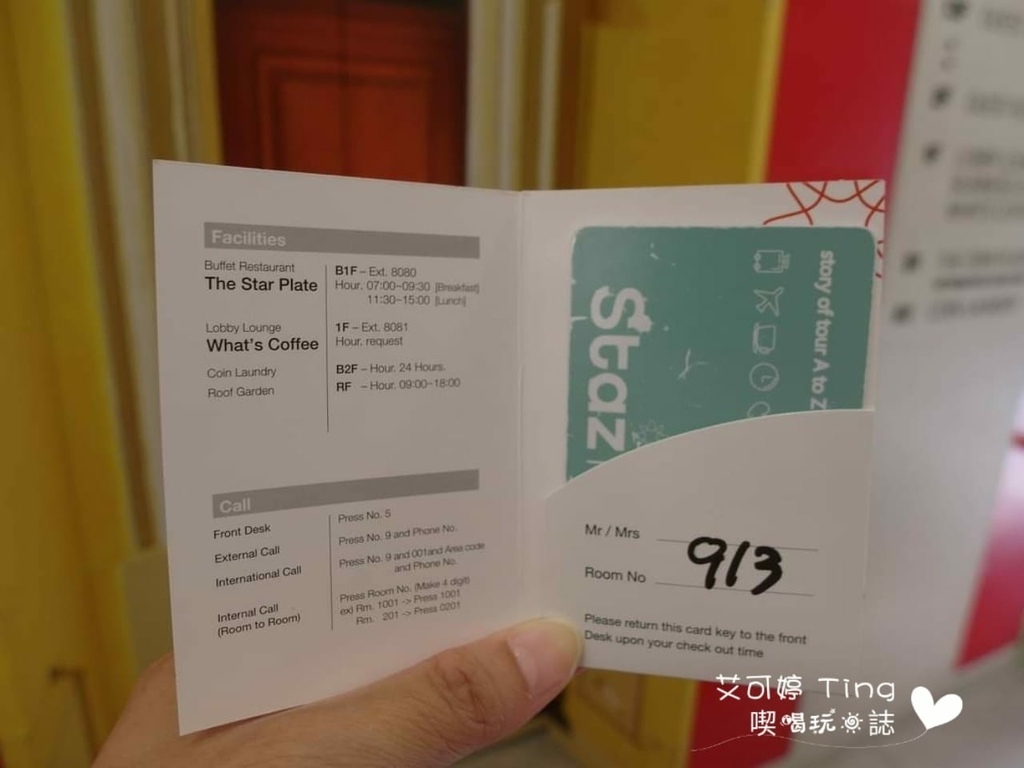 Facilities
Buffet Restaurant
The Star Plate
B1F – Ext. 8080
Hour. 07:00~09:30 [Breakfast]
11:30~15:00 [Lunch]
Lobby Lounge
What's Coffee
1F – Ext. 8081
Hour. request
Coin Laundry
B2F – Hour. 24 Hours.
Roof Garden
RF – Hour. 09:00~18:00
Call
Front Desk
Press No. 5
External Call
Press No. 9 and Phone No.
International Call
Press No. 9 and 001and Area code
and Phone No.
Internal Call
(Room to Room)
Press Room No. (Make 4 digit)
ex) Rm. 1001 -> Press 1001
Rm. 201 -> Press 0201
Staz
story of tour A to Z
Mr / Mrs
Room No
913
Please return this card key to the front
Desk upon your check out time
艾可婷 Ting
喫喝玩誌